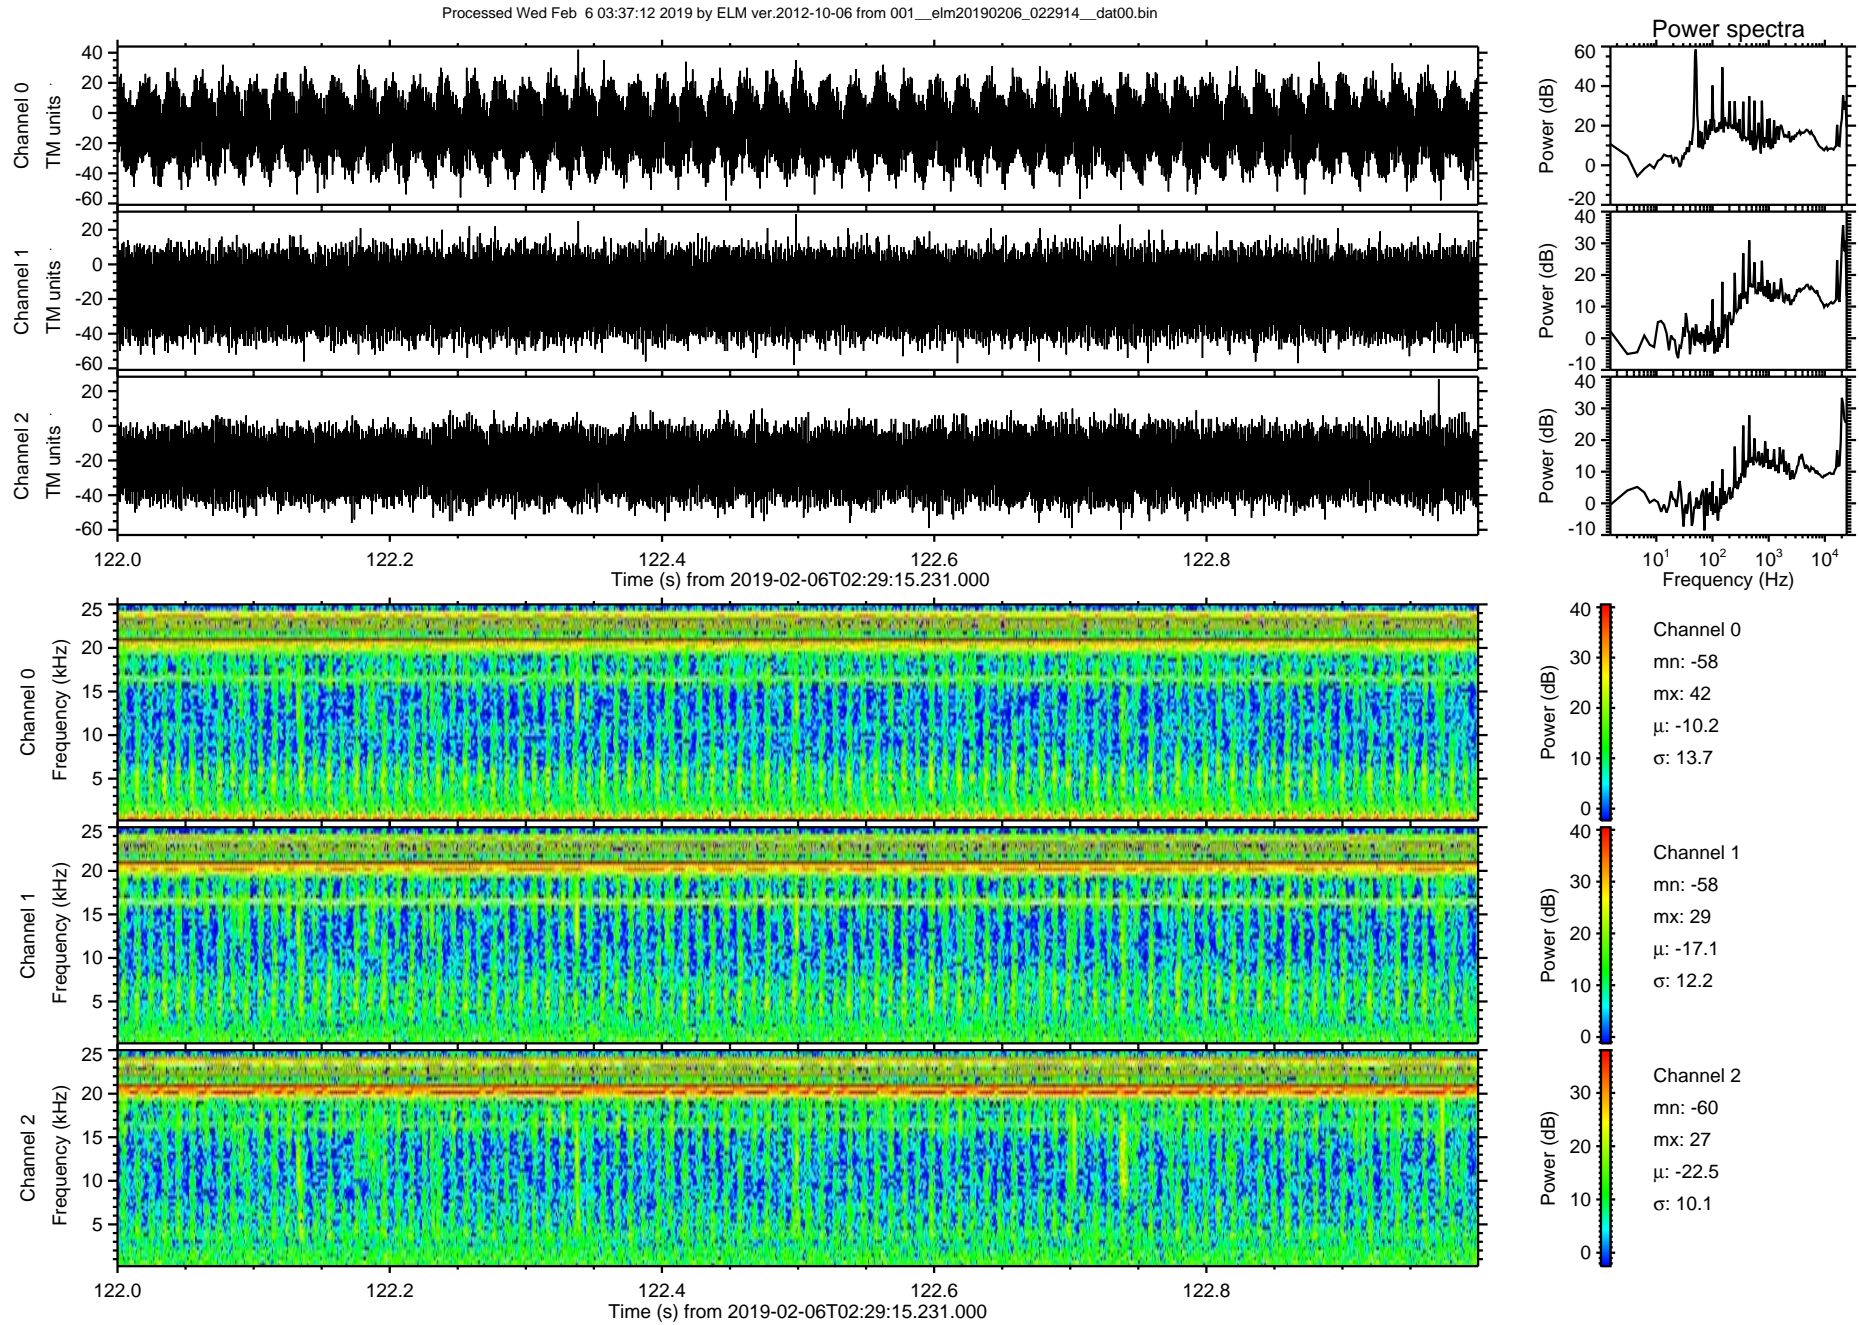 Processed Wed Feb  6 03:37:12 2019 by ELM ver.2012-10-06 from 001__elm20190206_022914__dat00.bin
Power spectra
Channel 0
TM units
40
20
0
-20
-40
-60
Power (dB)
60
40
20
0
-20
Channel 1
TM units
20
0
-20
-40
-60
Power (dB)
40
30
20
10
0
-10
Channel 2
TM units
20
0
-20
-40
-60
Power (dB)
40
30
20
10
0
-10
122.0 122.2 122.4 122.6 122.8
Time (s) from 2019-02-06T02:29:15.231.000
10¹ 10² 10³ 10⁴
Frequency (Hz)
Channel 0
Frequency (kHz)
25
20
15
10
5
Power (dB)
40
30
20
10
0
Channel 0
mn: -58
mx: 42
µ: -10.2
σ: 13.7
Channel 1
Frequency (kHz)
25
20
15
10
5
Power (dB)
40
30
20
10
0
Channel 1
mn: -58
mx: 29
µ: -17.1
σ: 12.2
Channel 2
Frequency (kHz)
25
20
15
10
5
Power (dB)
30
20
10
0
Channel 2
mn: -60
mx: 27
µ: -22.5
σ: 10.1
122.0 122.2 122.4 122.6 122.8
Time (s) from 2019-02-06T02:29:15.231.000